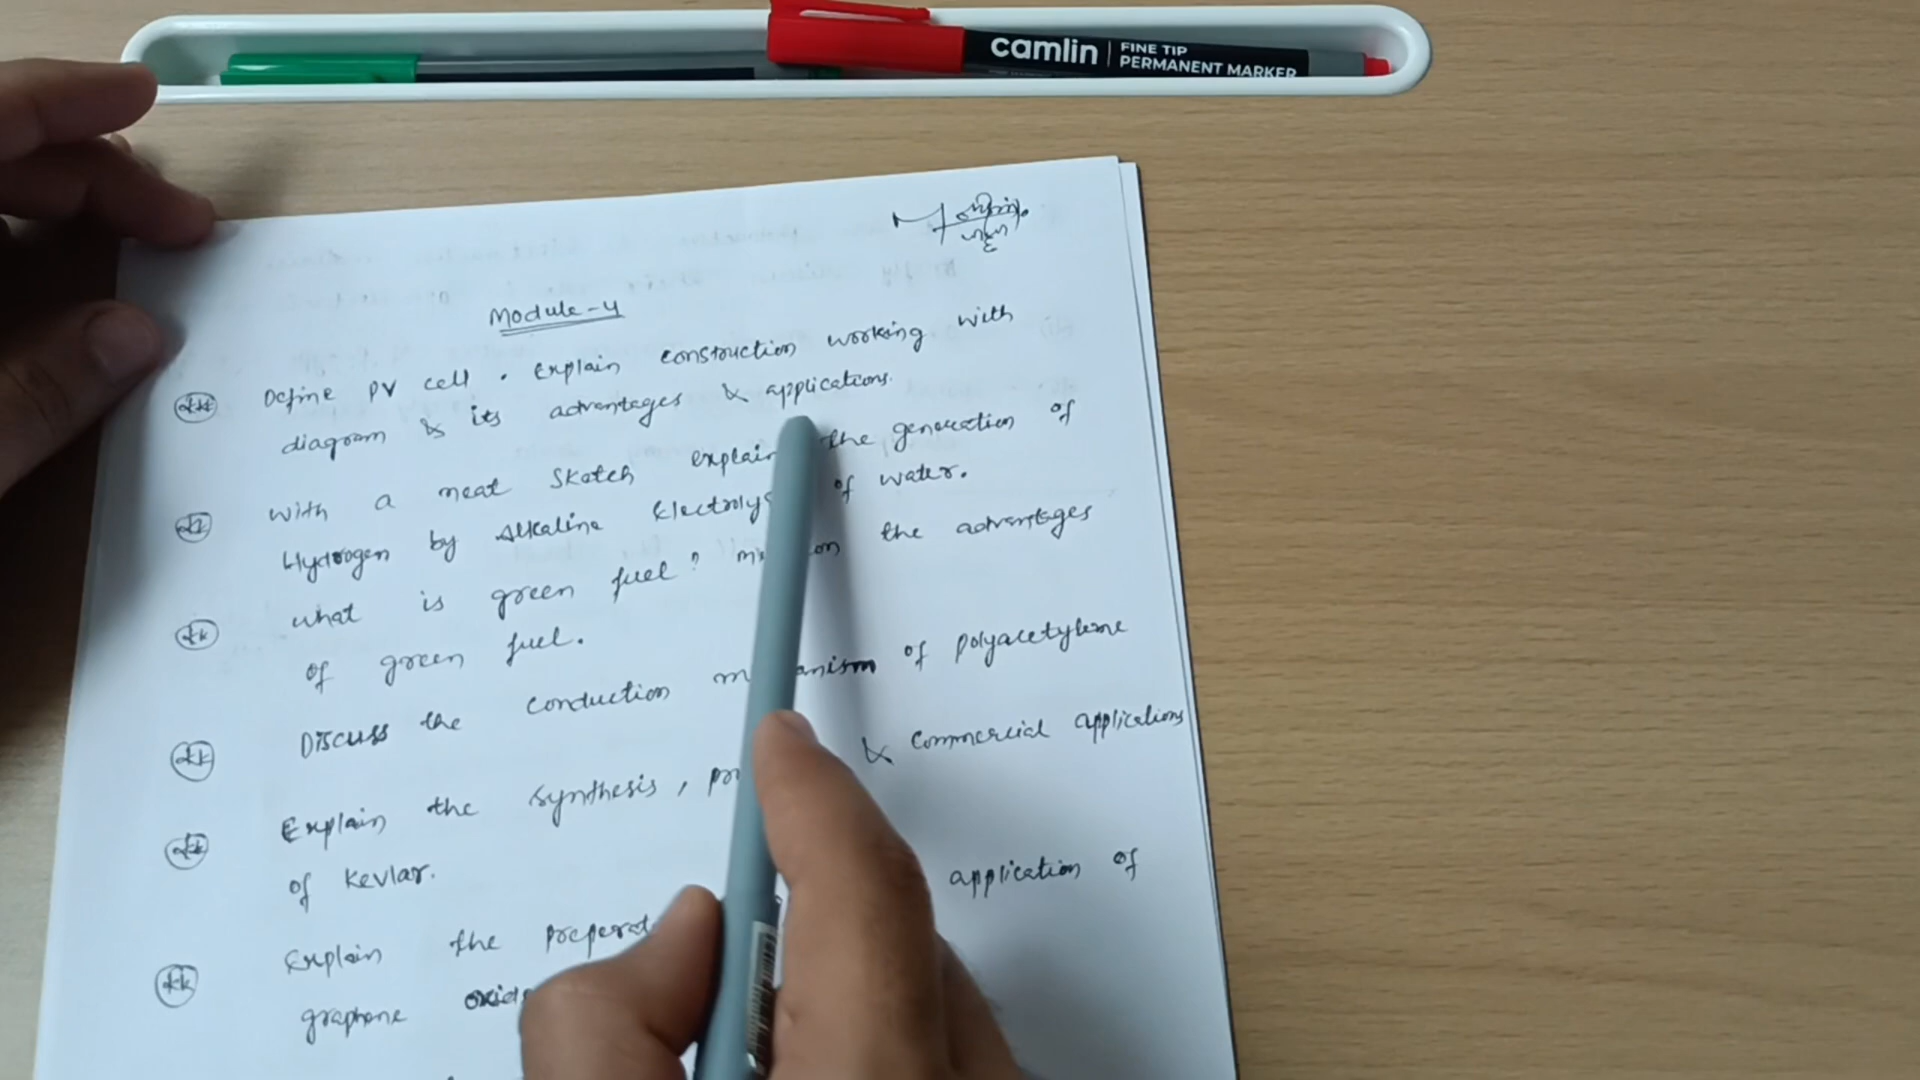 camlin
FINE TIP
PERMANENT MARKER
Module-4
Define PV cell. Explain construction working with
diagram & its advantages & applications.
with a neat Sketch explain the generation of
Hydrogen by Alkaline of water.
what is green fuel? the advantages
of green fuel.
Discuss the conduction of polyacetylene
Explain the synthesis, & commercial applications
of Kevlar.
Explain the application of
graphene